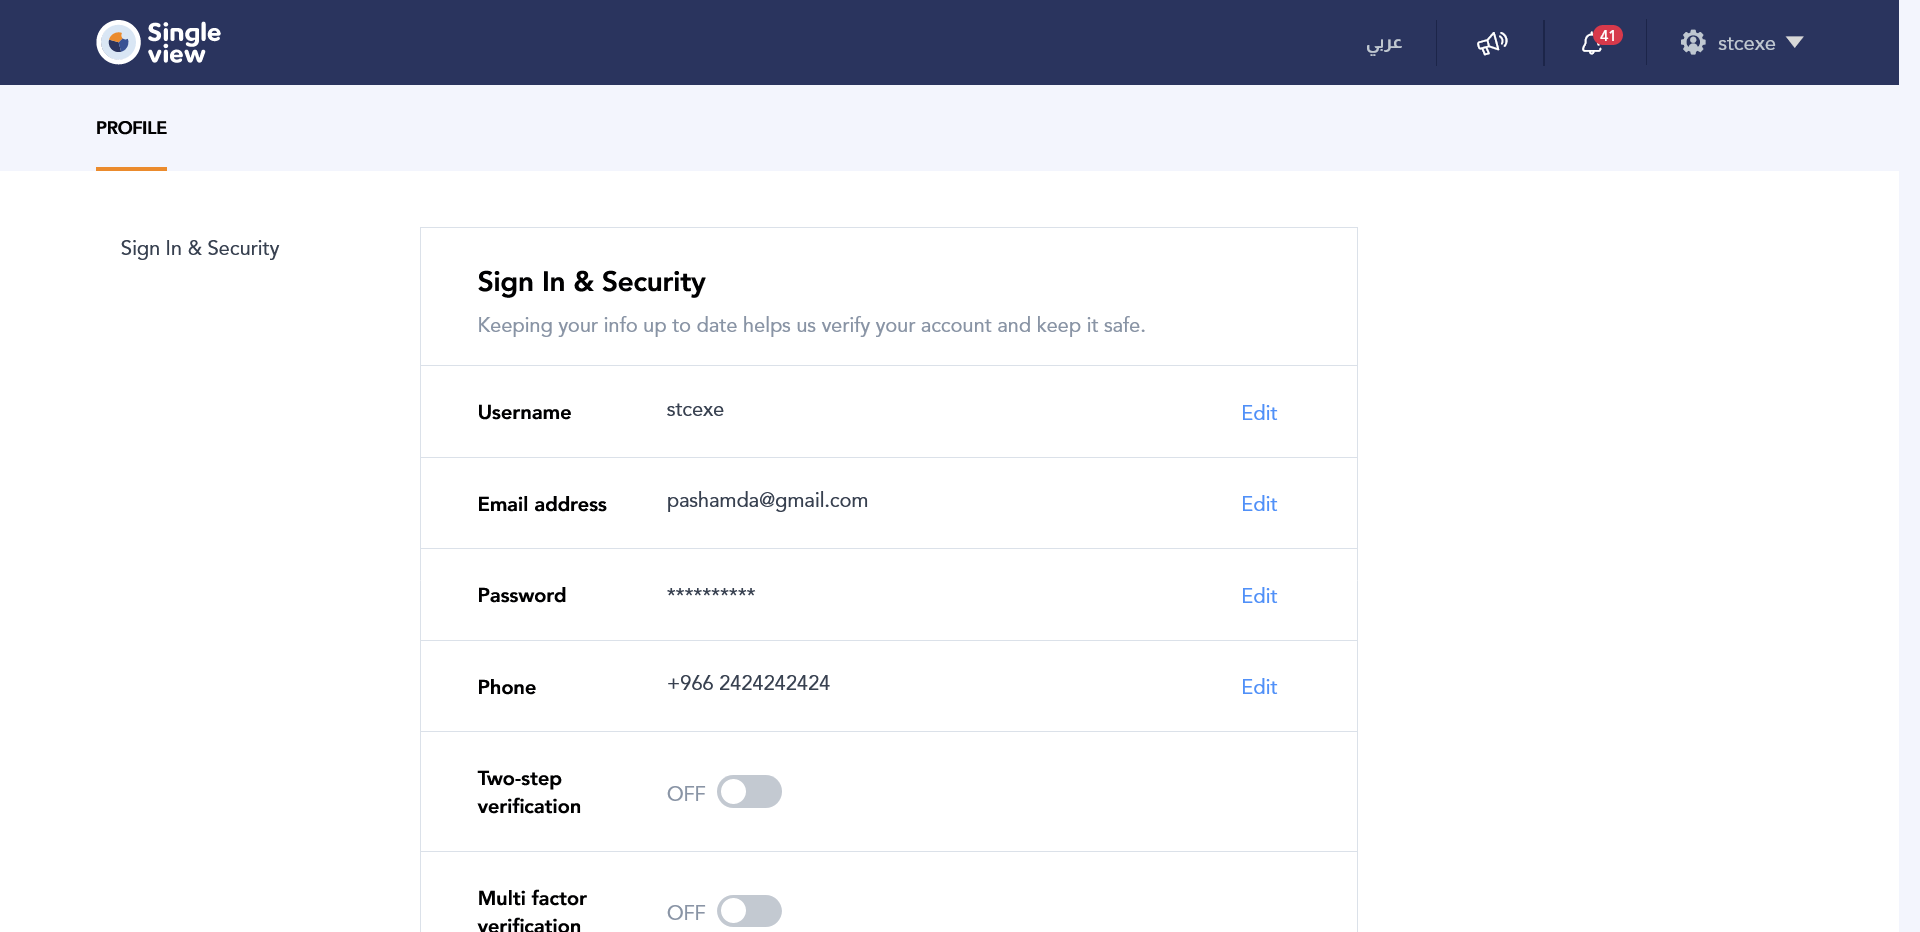 Single
view
عربي
41
stcexe
PROFILE
Sign In & Security
Sign In & Security
Keeping your info up to date helps us verify your account and keep it safe.
Username
stcexe
Edit
Email address
pashamda@gmail.com
Edit
Password
**********
Edit
Phone
+966 2424242424
Edit
Two-step
verification
OFF
Multi factor
verification
OFF